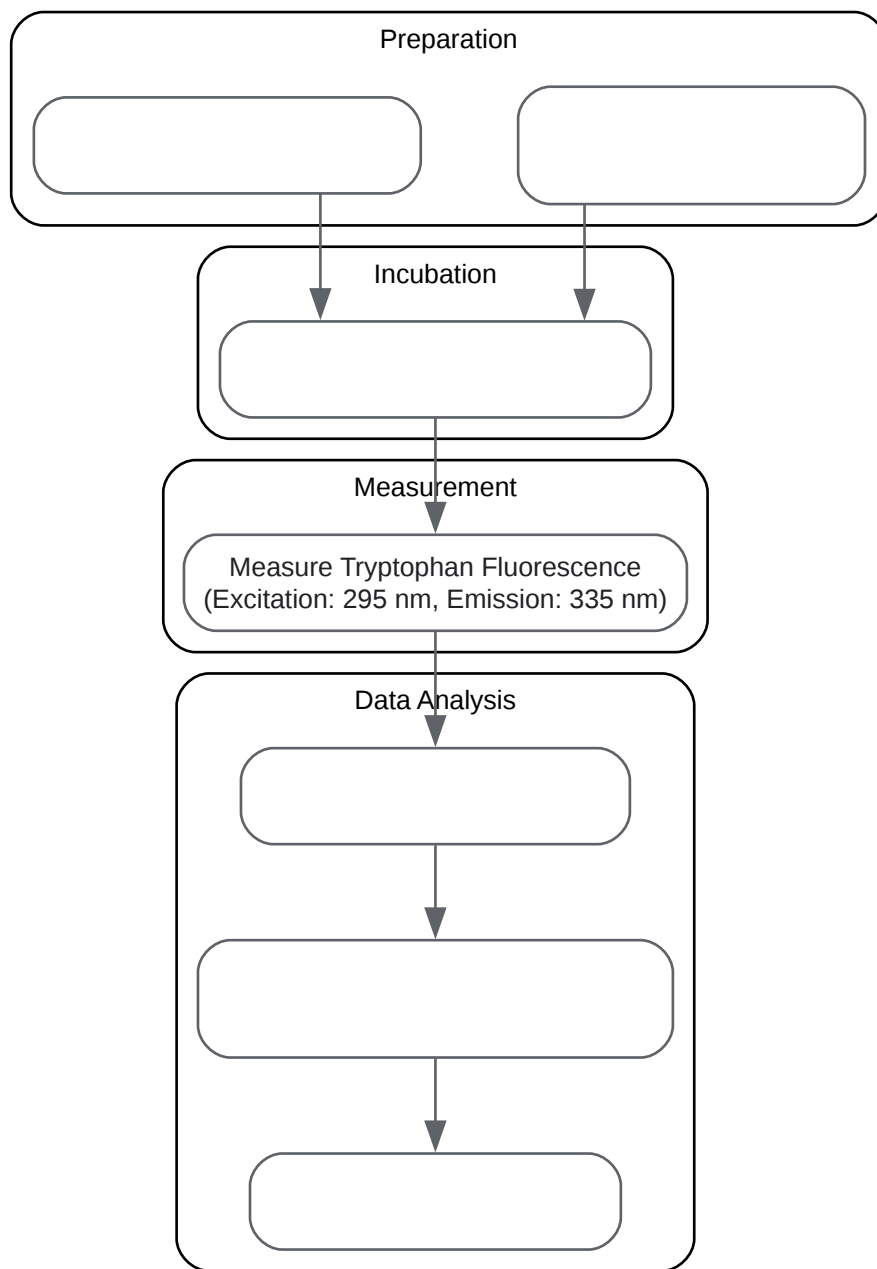 Preparation
Incubation
Measurement
Measure Tryptophan Fluorescence
(Excitation: 295 nm, Emission: 335 nm)
Data Analysis